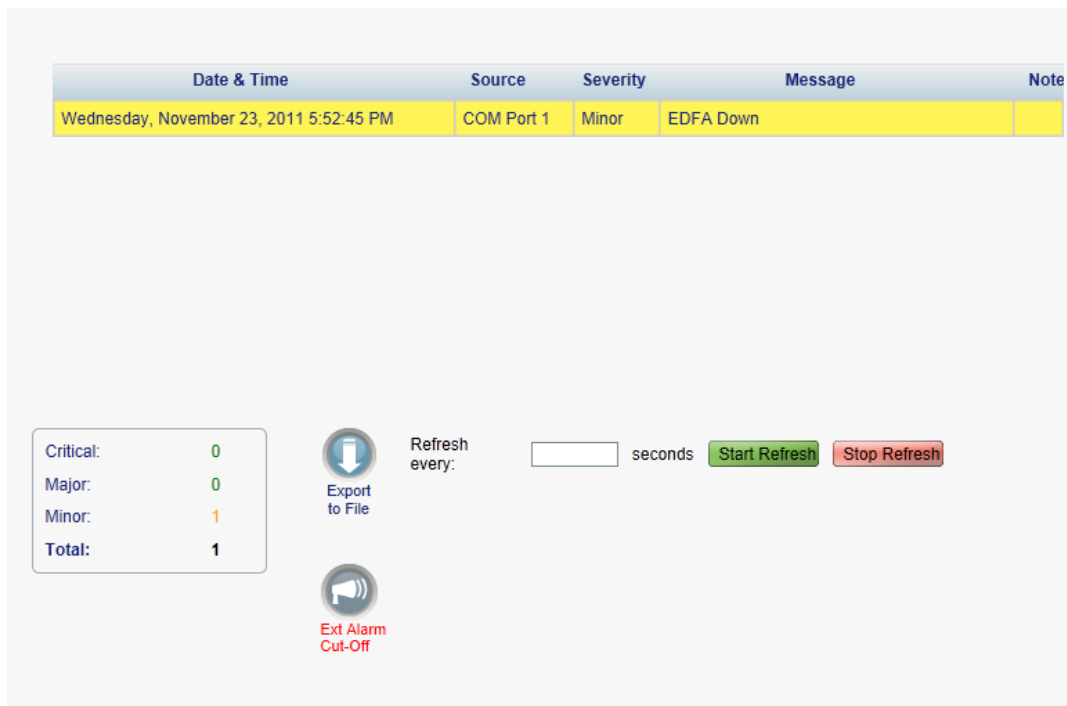 Date & Time Source Severity Message Note
Wednesday, November 23, 2011 5:52:45 PM COM Port 1 Minor EDFA Down
Critical: 0
Major: 0
Minor: 1
Total: 1
Export
to File
Refresh
every:
seconds Start Refresh Stop Refresh
Ext Alarm
Cut-Off